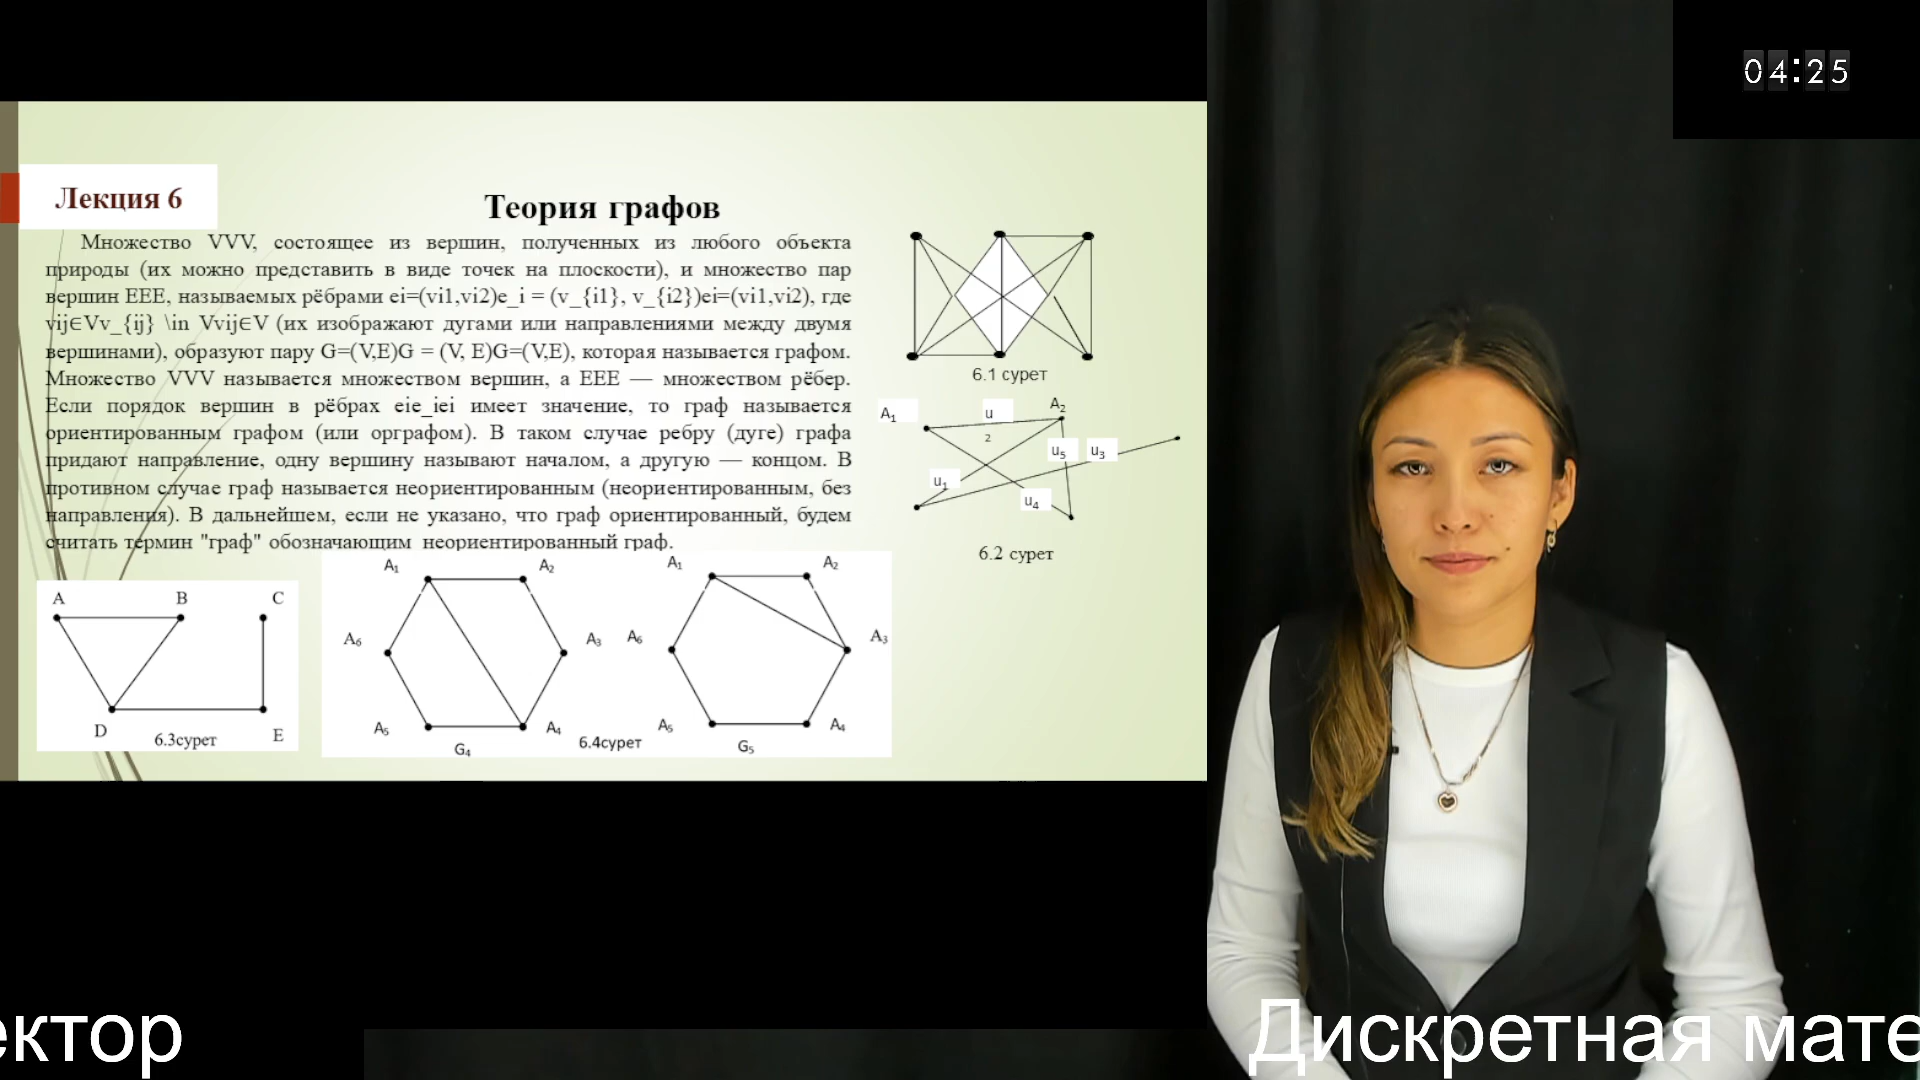 04:25
Лекция 6
Теория графов
Множество VVV, состоящее из вершин, полученных из любого объекта
природы (их можно представить в виде точек на плоскости), и множество пар
вершин EEE, называемых рёбрами ei=(vi1,vi2)e_i = (v_{i1}, v_{i2})ei=(vi1,vi2), где
vij∈Vv_{ij} \in Vvij∈V (их изображают дугами или направлениями между двумя
вершинами), образуют пару G=(V,E)G = (V, E)G=(V,E), которая называется графом.
Множество VVV называется множеством вершин, а EEE — множеством рёбер.
Если порядок вершин в рёбрах eie_iei имеет значение, то граф называется
ориентированным графом (или орграфом). В таком случае ребру (дуге) графа
придают направление, одну вершину называют началом, а другую — концом. В
противном случае граф называется неориентированным (неориентированным, без
направления). В дальнейшем, если не указано, что граф ориентированный, будем
считать термин "граф" обозначающим неориентированный граф.
6.1 сурет
A1 u2 A2
u5 u3
u1
u4
6.2 сурет
A B C
D E
6.3сурет
A1 A2
A6 A3
A5 A4
G4
6.4сурет
A1 A2
A6 A3
A5 A4
G5
ектор
Дискретная мате